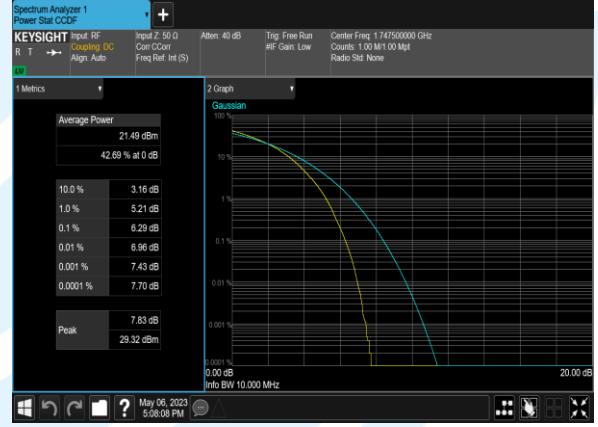 Spectrum Analyzer 1
Power Stat CCDF
KEYSIGHT
R T
LV
Input: RF
Coupling: DC
Align: Auto
Input Z: 50 Ω
Corr CCorr
Freq Ref: Int (S)
Atten: 40 dB
Trig: Free Run
#IF Gain: Low
Center Freq: 1.747500000 GHz
Counts: 1.00 M/1.00 Mpt
Radio Std: None
1 Metrics
Average Power
21.49 dBm
42.69 % at 0 dB
10.0 % 3.16 dB
1.0 % 5.21 dB
0.1 % 6.29 dB
0.01 % 6.96 dB
0.001 % 7.43 dB
0.0001 % 7.70 dB
Peak
7.83 dB
29.32 dBm
2 Graph
Gaussian
100 %
10 %
1 %
0.1 %
0.01 %
0.001 %
0.0001 %
0.00 dB 20.00 dB
Info BW 10.000 MHz
May 06, 2023
5:08:08 PM